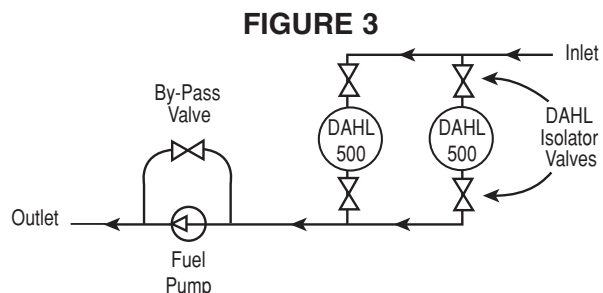 FIGURE 3
Inlet
By-Pass
Valve
DAHL
500
DAHL
500
DAHL
Isolator
Valves
Outlet
Fuel
Pump